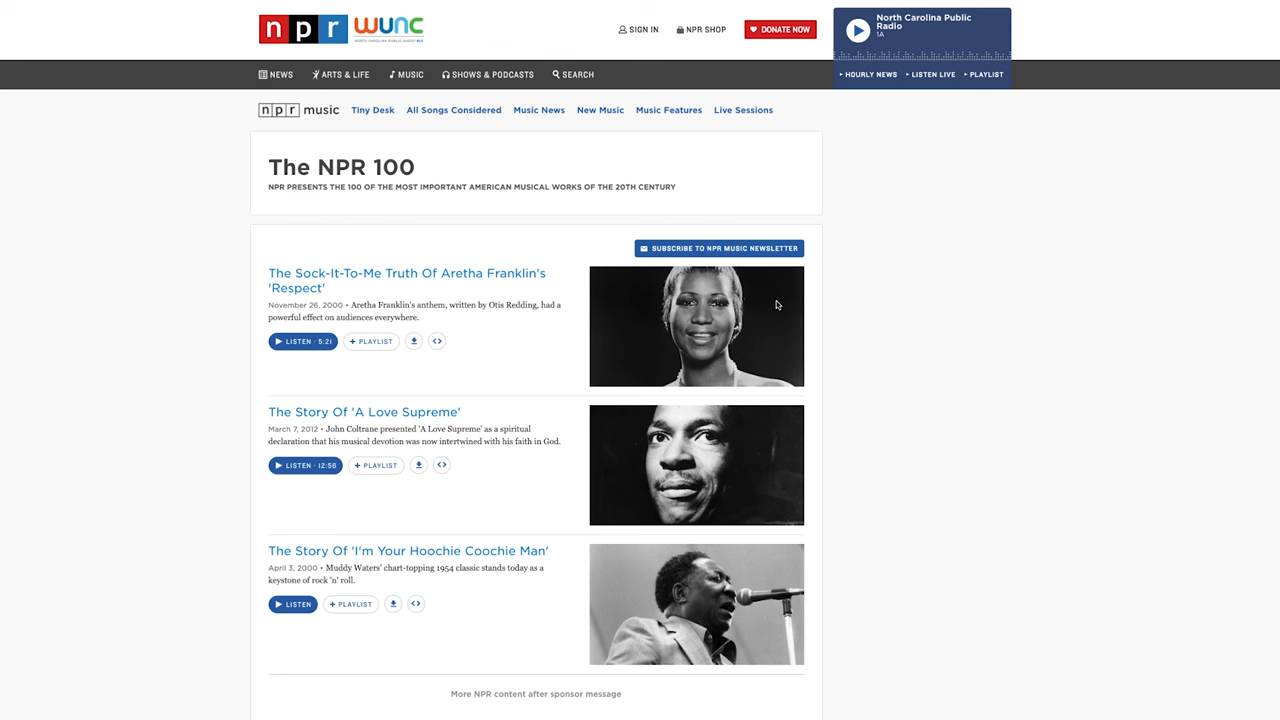 npr WUNC
NORTH CAROLINA PUBLIC RADIO 91.5
SIGN IN
NPR SHOP
DONATE NOW
North Carolina Public Radio
1A
HOURLY NEWS
LISTEN LIVE
PLAYLIST
NEWS
ARTS & LIFE
MUSIC
SHOWS & PODCASTS
SEARCH
npr music
Tiny Desk
All Songs Considered
Music News
New Music
Music Features
Live Sessions
The NPR 100
NPR PRESENTS THE 100 OF THE MOST IMPORTANT AMERICAN MUSICAL WORKS OF THE 20TH CENTURY
SUBSCRIBE TO NPR MUSIC NEWSLETTER
The Sock-It-To-Me Truth Of Aretha Franklin's
'Respect'
November 26, 2000 • Aretha Franklin's anthem, written by Otis Redding, had a
powerful effect on audiences everywhere.
LISTEN · 5:21
+ PLAYLIST
The Story Of 'A Love Supreme'
March 7, 2012 • John Coltrane presented 'A Love Supreme' as a spiritual
declaration that his musical devotion was now intertwined with his faith in God.
LISTEN · 12:56
+ PLAYLIST
The Story Of 'I'm Your Hoochie Coochie Man'
April 3, 2000 • Muddy Waters' chart-topping 1954 classic stands today as a
keystone of rock 'n' roll.
LISTEN
+ PLAYLIST
More NPR content after sponsor message